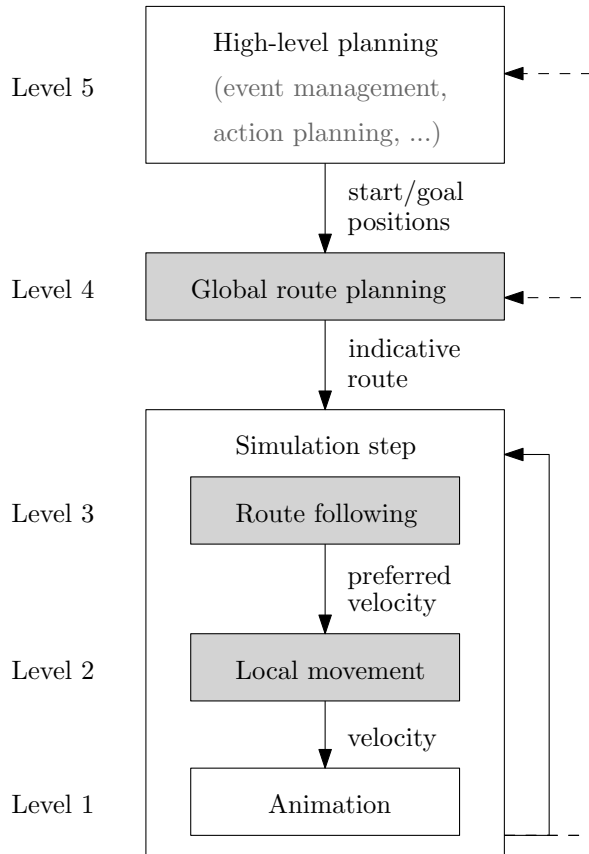 High-level planning
Level 5
(event management,
action planning, ...)
start/goal
positions
Level 4
Global route planning
indicative
route
Simulation step
Level 3
Route following
preferred
velocity
Level 2
Local movement
velocity
Level 1
Animation